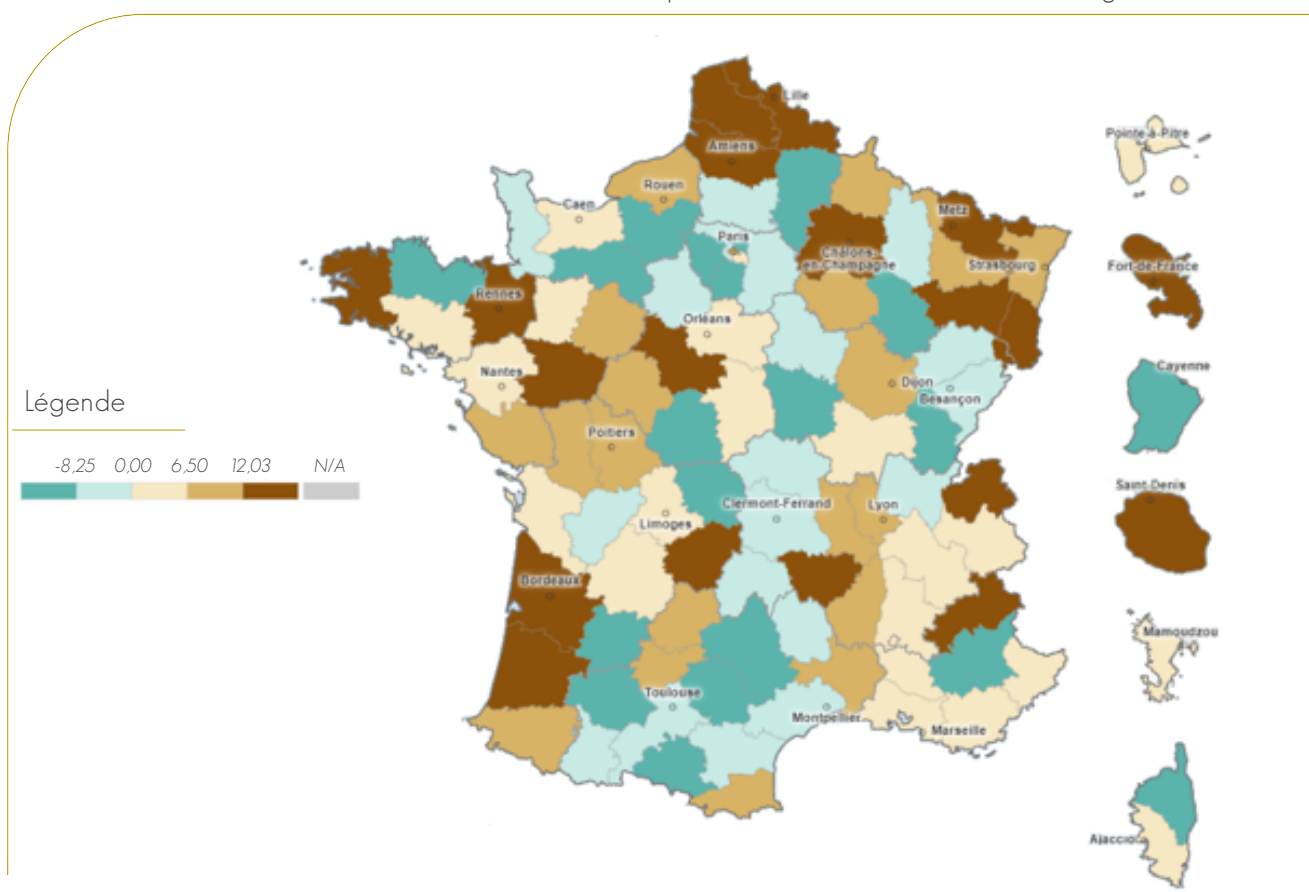 Lille
Pointe-à-Pitre
Amiens
Rouen
Caen
Metz
Paris
Châlons-
en-Champagne
Strasbourg
Fort-de-France
Rennes
Orléans
Cayenne
Nantes
Dijon
Besançon
Légende
Poitiers
-8,25 0,00 6,50 12,03 N/A
Saint-Denis
Clermont-Ferrand
Lyon
Limoges
Bordeaux
Mamoudzou
Toulouse
Montpellier
Marseille
Ajaccio